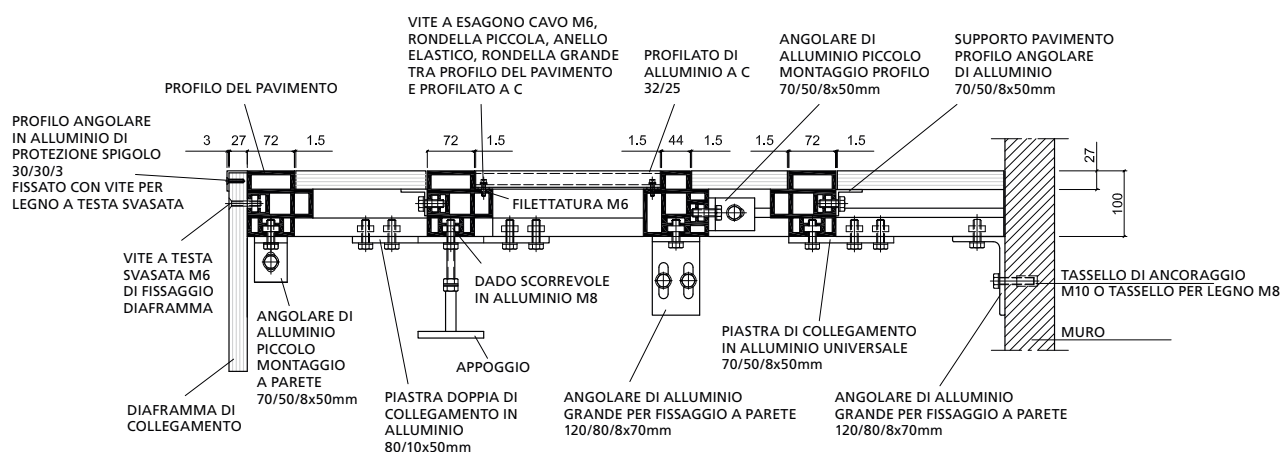 VITE A ESAGONO CAVO M6,
RONDELLA PICCOLA, ANELLO
ELASTICO, RONDELLA GRANDE
TRA PROFILO DEL PAVIMENTO
E PROFILATO A C
PROFILATO DI
ALLUMINIO A C
32/25
ANGOLARE DI
ALLUMINIO PICCOLO
MONTAGGIO PROFILO
70/50/8x50mm
SUPPORTO PAVIMENTO
PROFILO ANGOLARE
DI ALLUMINIO
70/50/8x50mm
PROFILO DEL PAVIMENTO
PROFILO ANGOLARE
IN ALLUMINIO DI
PROTEZIONE SPIGOLO
30/30/3
FISSATO CON VITE PER
LEGNO A TESTA SVASATA
3 27 72 1.5 72 1.5 1.5 44 1.5 1.5 72 1.5
27
100
FILETTATURA M6
VITE A TESTA
SVASATA M6
DI FISSAGGIO
DIAFRAMMA
DADO SCORREVOLE
IN ALLUMINIO M8
TASSELLO DI ANCORAGGIO
M10 O TASSELLO PER LEGNO M8
ANGOLARE DI
ALLUMINIO
PICCOLO
MONTAGGIO
A PARETE
70/50/8x50mm
APPOGGIO
PIASTRA DI COLLEGAMENTO
IN ALLUMINIO UNIVERSALE
70/50/8x50mm
MURO
DIAFRAMMA DI
COLLEGAMENTO
PIASTRA DOPPIA DI
COLLEGAMENTO IN
ALLUMINIO
80/10x50mm
ANGOLARE DI ALLUMINIO
GRANDE PER FISSAGGIO A PARETE
120/80/8x70mm
ANGOLARE DI ALLUMINIO
GRANDE PER FISSAGGIO A PARETE
120/80/8x70mm